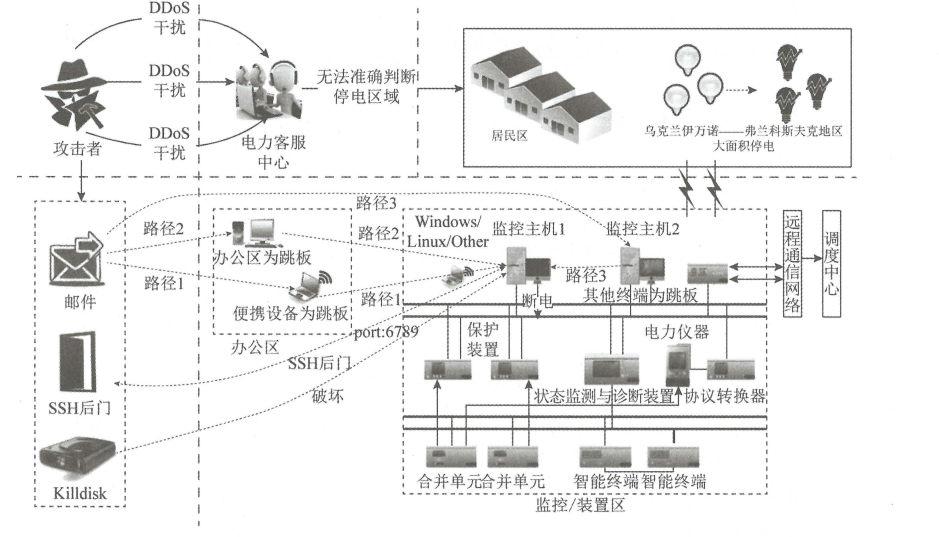 DDoS
干扰
DDoS
干扰
DDoS
干扰
攻击者
电力客服
中心
无法准确判断
停电区域
居民区
乌克兰伊万诺——弗兰科斯夫克地区
大面积停电
邮件
SSH后门
Killdisk
路径3
路径2
路径1
办公区为跳板
便携设备为跳板
办公区
路径2
路径1
port:6789
SSH后门
破坏
Windows/
Linux/Other
监控主机1
监控主机2
路径3
其他终端为跳板
断电
保护
装置
电力仪器
状态监测与诊断装置
协议转换器
合并单元
合并单元
智能终端
智能终端
监控/装置区
远程通信网络
调度中心